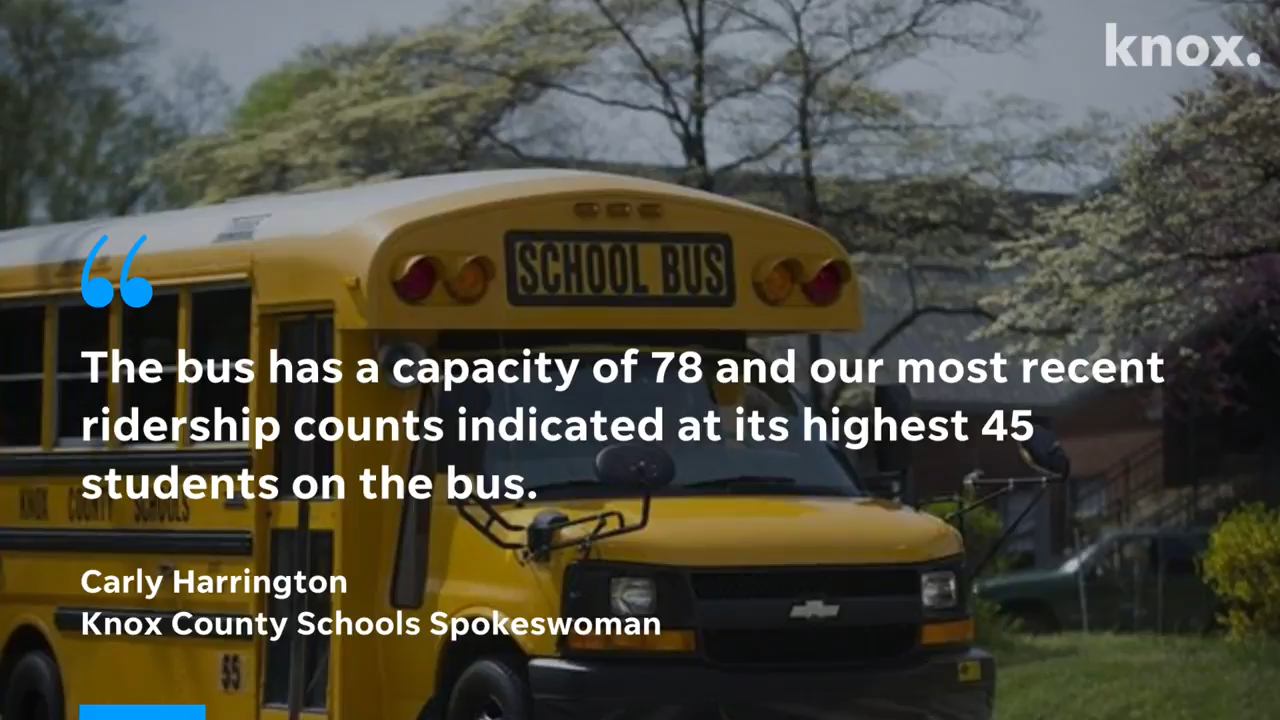 knox.
SCHOOL BUS
“
The bus has a capacity of 78 and our most recent
ridership counts indicated at its highest 45
students on the bus.
KNOX COUNTY SCHOOLS
Carly Harrington
Knox County Schools Spokeswoman
55